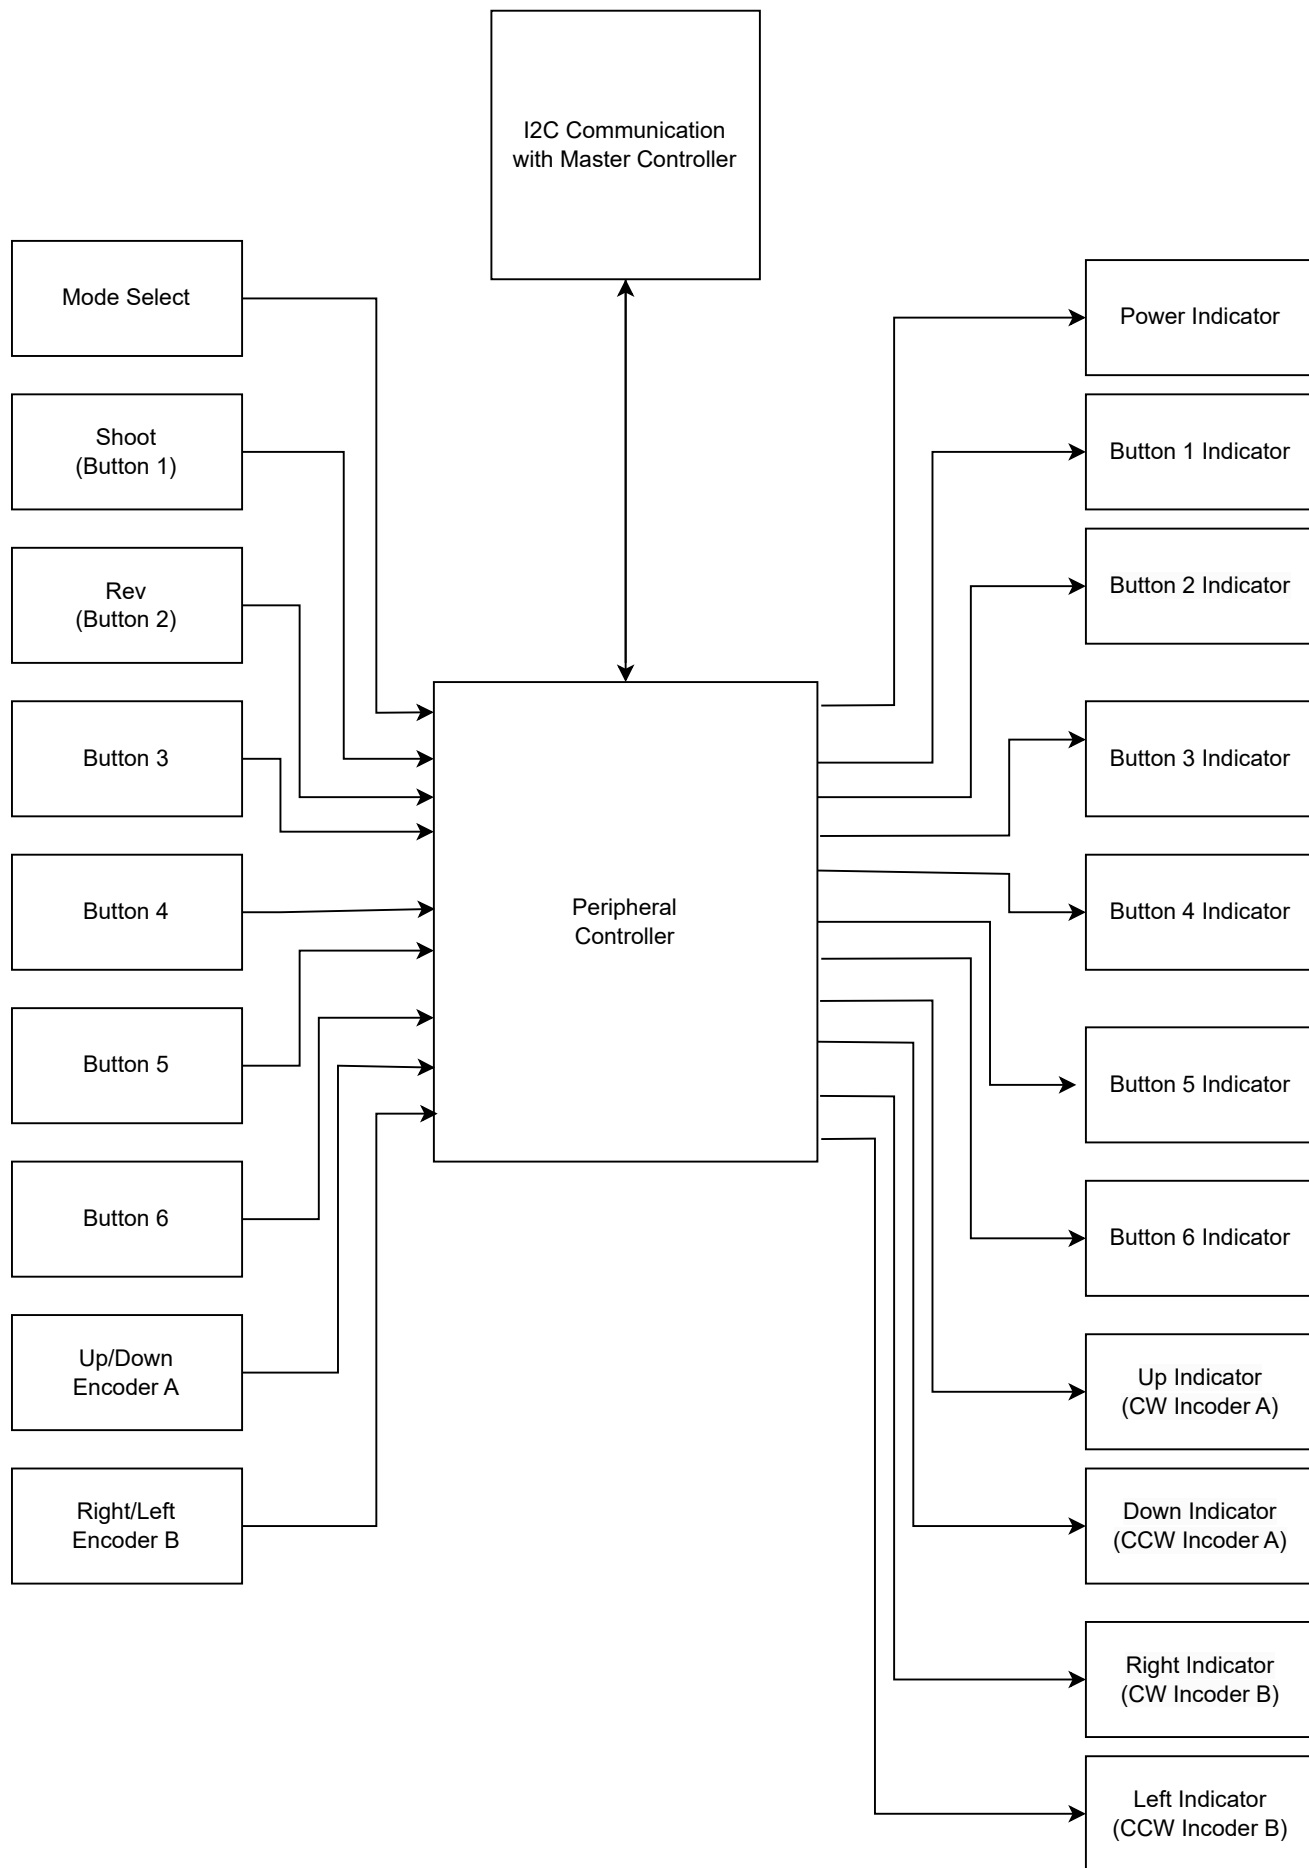 I2C Communication
with Master Controller
Mode Select
Shoot
(Button 1)
Rev
(Button 2)
Button 3
Button 4
Button 5
Button 6
Up/Down
Encoder A
Right/Left
Encoder B
Peripheral
Controller
Power Indicator
Button 1 Indicator
Button 2 Indicator
Button 3 Indicator
Button 4 Indicator
Button 5 Indicator
Button 6 Indicator
Up Indicator
(CW Incoder A)
Down Indicator
(CCW Incoder A)
Right Indicator
(CW Incoder B)
Left Indicator
(CCW Incoder B)